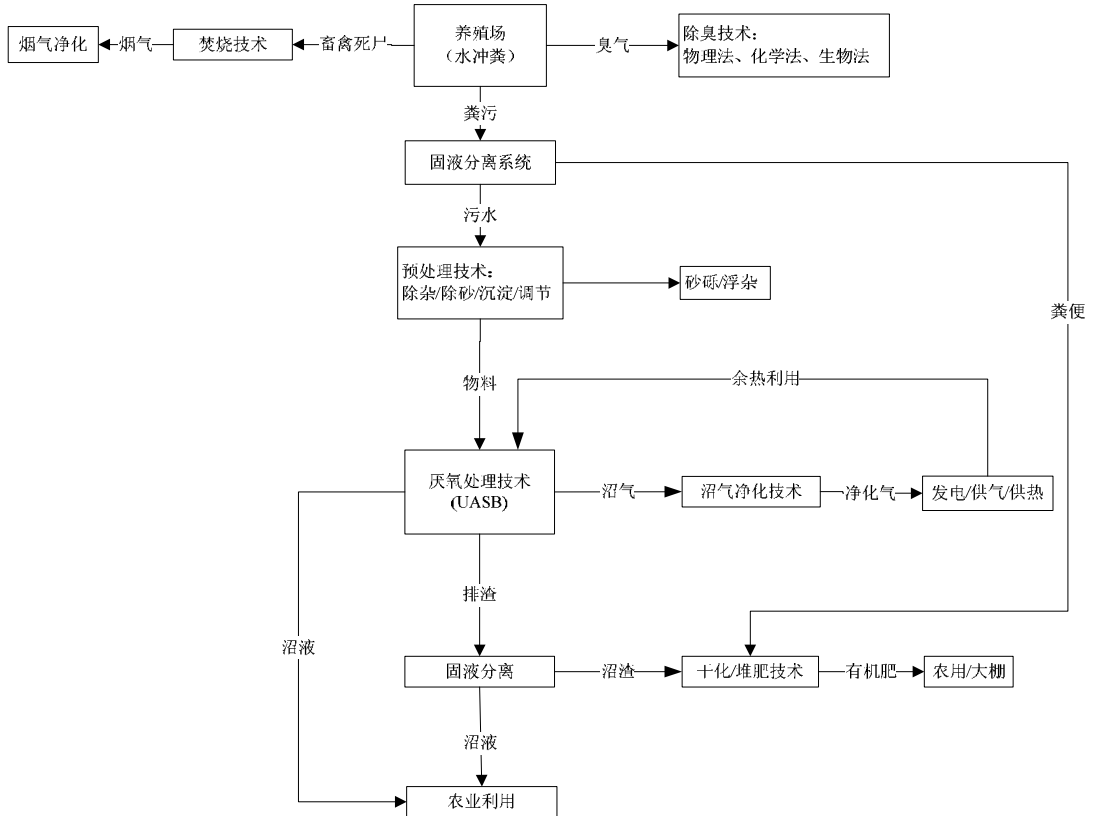 烟气净化
烟气
焚烧技术
畜禽死尸
养殖场
（水冲粪）
臭气
除臭技术：
物理法、化学法、生物法
粪污
固液分离系统
污水
预处理技术：
除杂/除砂/沉淀/调节
砂砾/浮杂
粪便
物料
余热利用
厌氧处理技术
(UASB)
沼气
沼气净化技术
净化气
发电/供气/供热
排渣
沼液
固液分离
沼渣
干化/堆肥技术
有机肥
农用/大棚
沼液
农业利用